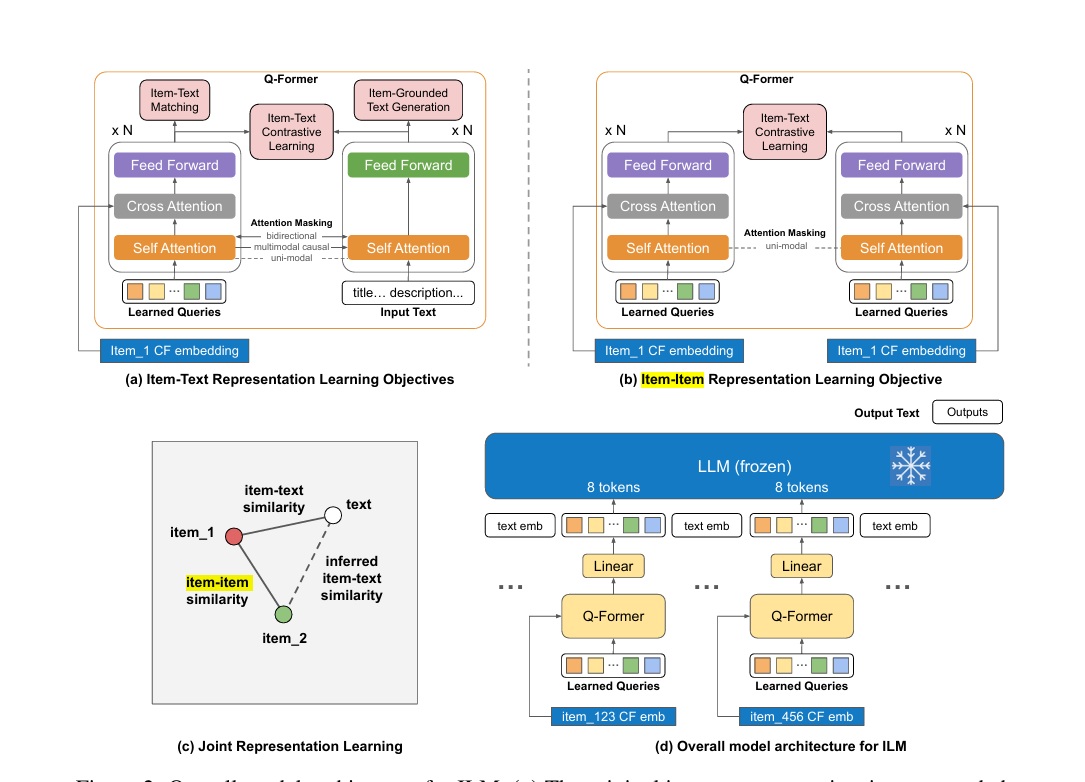 Q-Former
Item-Text
Matching
Item-Grounded
Text Generation
Item-Text
Contrastive
Learning
x N
x N
Feed Forward
Feed Forward
Cross Attention
Attention Masking
bidirectional
multimodal causal
uni-modal
Self Attention
Self Attention
...
title… description...
Learned Queries
Input Text
Item_1 CF embedding
(a) Item-Text Representation Learning Objectives
Q-Former
Item-Text
Contrastive
Learning
x N
x N
Feed Forward
Feed Forward
Cross Attention
Cross Attention
Attention Masking
uni-modal
Self Attention
Self Attention
...
...
Learned Queries
Learned Queries
Item_1 CF embedding
Item_1 CF embedding
(b) Item-Item Representation Learning Objective
item-text
similarity
text
item_1
inferred
item-text
similarity
item-item
similarity
item_2
(c) Joint Representation Learning
Output Text
Outputs
LLM (frozen)
8 tokens
8 tokens
text emb
...
text emb
...
text emb
Linear
Linear
...
...
...
Q-Former
Q-Former
...
...
Learned Queries
Learned Queries
item_123 CF emb
item_456 CF emb
(d) Overall model architecture for ILM